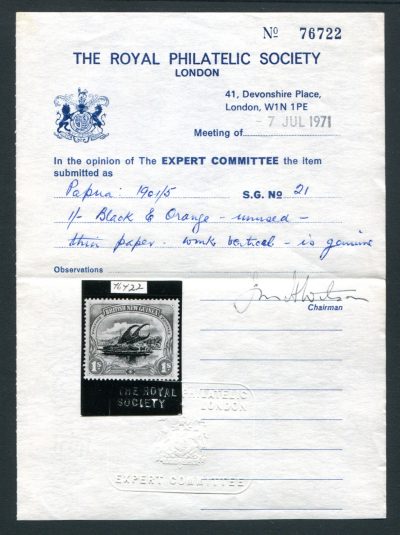 No 76722
THE ROYAL PHILATELIC SOCIETY
LONDON
41, Devonshire Place,
London, W1N 1PE
- 7 JUL 1971
Meeting of
In the opinion of The EXPERT COMMITTEE the item
submitted as
Papua: 1901/5 S.G. No 21
1/- Black & Orange - unused -
thin paper. wmk vertical - is genuine
Observations
Chairman
76722
BRITISH NEW GUINEA
1/- 1/-
THE ROYAL
SOCIETY
PHILATELIC
LONDON
EXPERT COMMITTEE